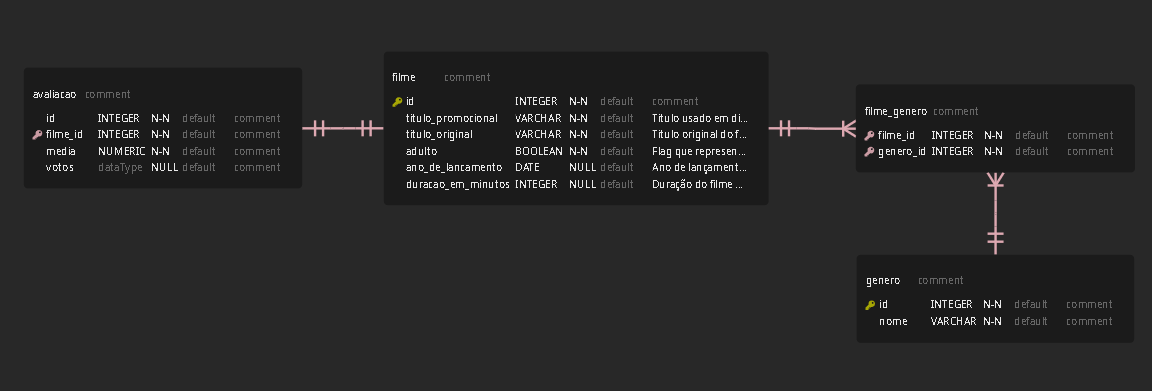 avaliacao comment
id INTEGER N-N default comment
filme_id INTEGER N-N default comment
media NUMERIC N-N default comment
votos dataType NULL default comment
filme comment
id INTEGER N-N default comment
titulo_promocional VARCHAR N-N default Titulo usado em di...
titulo_original VARCHAR N-N default Titulo original do f...
adulto BOOLEAN N-N default Flag que represen...
ano_de_lancamento DATE NULL default Ano de lançament...
duracao_em_minutos INTEGER NULL default Duração do filme ...
filme_genero comment
filme_id INTEGER N-N default comment
genero_id INTEGER N-N default comment
genero comment
id INTEGER N-N default comment
nome VARCHAR N-N default comment